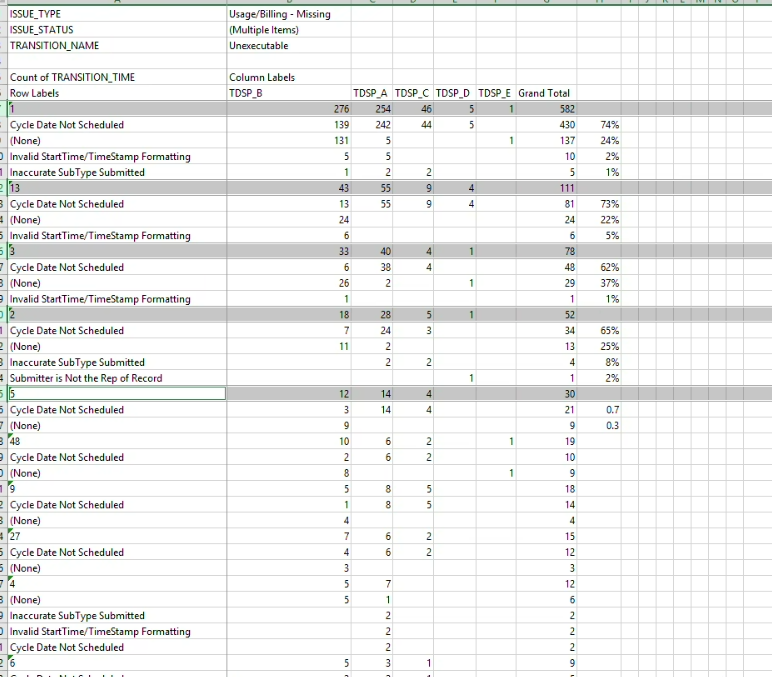 ISSUE_TYPE Usage/Billing - Missing
ISSUE_STATUS (Multiple Items)
TRANSITION_NAME Unexecutable
Count of TRANSITION_TIME Column Labels
Row Labels TDSP_B TDSP_A TDSP_C TDSP_D TDSP_E Grand Total
1 276 254 46 5 1 582
Cycle Date Not Scheduled 139 242 44 5 430 74%
(None) 131 5 1 137 24%
Invalid StartTime/TimeStamp Formatting 5 5 10 2%
Inaccurate SubType Submitted 1 2 2 5 1%
13 43 55 9 4 111
Cycle Date Not Scheduled 13 55 9 4 81 73%
(None) 24 24 22%
Invalid StartTime/TimeStamp Formatting 6 6 5%
3 33 40 4 1 78
Cycle Date Not Scheduled 6 38 4 48 62%
(None) 26 2 1 29 37%
Invalid StartTime/TimeStamp Formatting 1 1 1%
2 18 28 5 1 52
Cycle Date Not Scheduled 7 24 3 34 65%
(None) 11 2 13 25%
Inaccurate SubType Submitted 2 2 4 8%
Submitter is Not the Rep of Record 1 1 2%
5 12 14 4 30
Cycle Date Not Scheduled 3 14 4 21 0.7
(None) 9 9 0.3
48 10 6 2 1 19
Cycle Date Not Scheduled 2 6 2 10
(None) 8 1 9
9 5 8 5 18
Cycle Date Not Scheduled 1 8 5 14
(None) 4 4
27 7 6 2 15
Cycle Date Not Scheduled 4 6 2 12
(None) 3 3
4 5 7 12
(None) 5 1 6
Inaccurate SubType Submitted 2 2
Invalid StartTime/TimeStamp Formatting 2 2
Cycle Date Not Scheduled 2 2
6 5 3 1 9